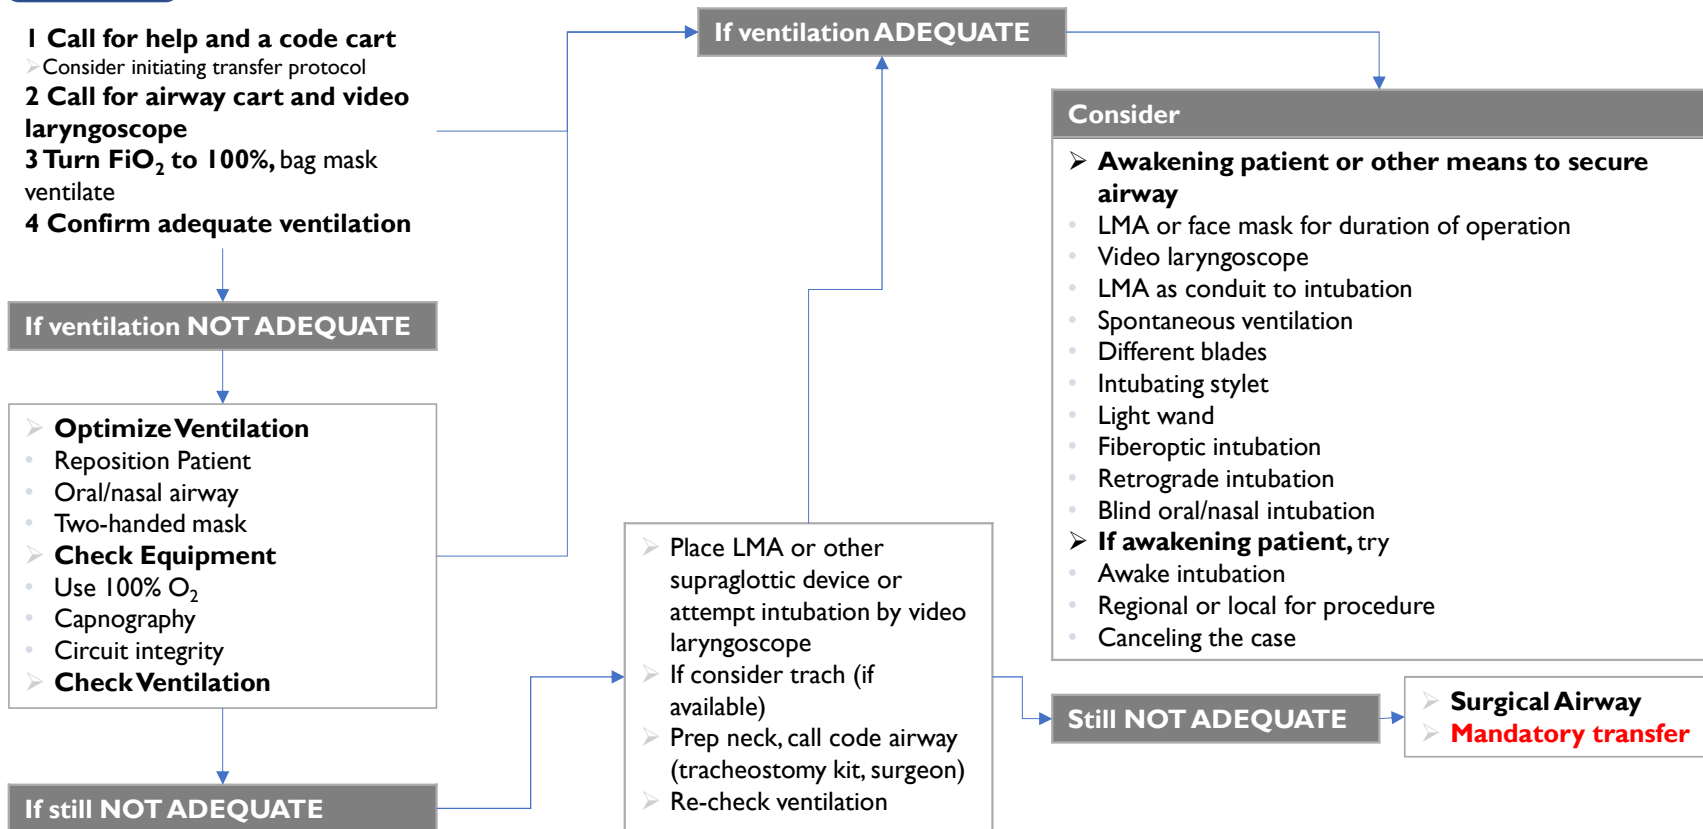 1 Call for help and a code cart
➢Consider initiating transfer protocol
2 Call for airway cart and video
laryngoscope
3 Turn FiO₂ to 100%, bag mask
ventilate
4 Confirm adequate ventilation
If ventilation NOT ADEQUATE
➢ Optimize Ventilation
• Reposition Patient
• Oral/nasal airway
• Two-handed mask
➢ Check Equipment
• Use 100% O₂
• Capnography
• Circuit integrity
➢ Check Ventilation
If still NOT ADEQUATE
➢ Place LMA or other
supraglottic device or
attempt intubation by video
laryngoscope
➢ If consider trach (if
available)
➢ Prep neck, call code airway
(tracheostomy kit, surgeon)
➢ Re-check ventilation
If ventilation ADEQUATE
Consider
➢ Awakening patient or other means to secure
airway
• LMA or face mask for duration of operation
• Video laryngoscope
• LMA as conduit to intubation
• Spontaneous ventilation
• Different blades
• Intubating stylet
• Light wand
• Fiberoptic intubation
• Retrograde intubation
• Blind oral/nasal intubation
➢ If awakening patient, try
• Awake intubation
• Regional or local for procedure
• Canceling the case
Still NOT ADEQUATE
➢ Surgical Airway
➢ Mandatory transfer